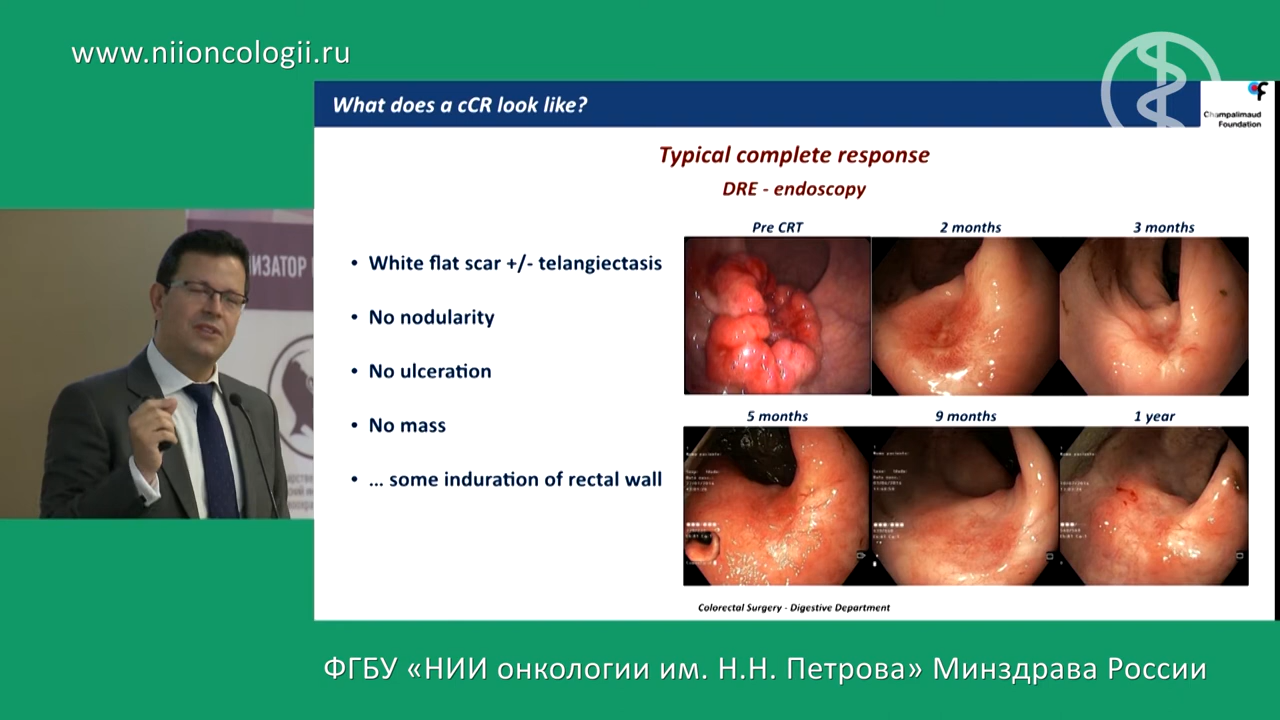 www.niioncologii.ru
What does a cCR look like?
Champalimaud
Foundation
Typical complete response
DRE - endoscopy
• White flat scar +/- telangiectasis
• No nodularity
• No ulceration
• No mass
• ... some induration of rectal wall
Pre CRT
2 months
3 months
5 months
9 months
1 year
Colorectal Surgery - Digestive Department
ФГБУ «НИИ онкологии им. Н.Н. Петрова» Минздрава России